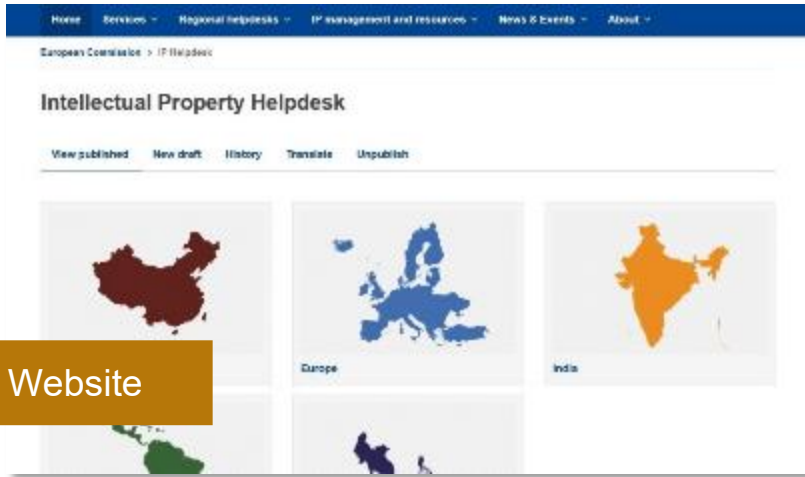 Home Services Regional helpdesks IP management and resources News & Events About
European Commission > IP Helpdesk
Intellectual Property Helpdesk
View published New draft History Translate Unpublish
Europe India
Website